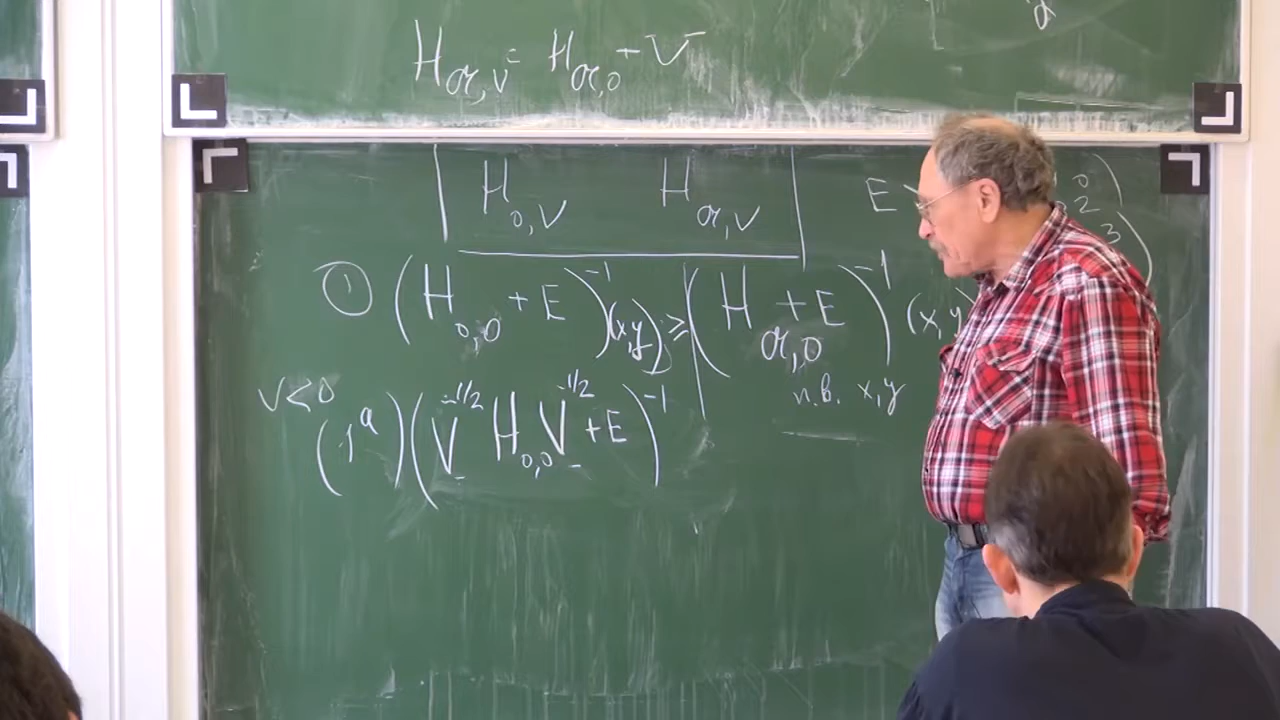 H_{α,V} = H_{α,0} + V
H_{0,V} H_{α,V} E
① (H_{0,0} + E)^{-1}(x,y) ⩾ (H_{α,0} + E)^{-1}(x,y
V<0 п.в. x,y
(1^a) (V_-^{-1/2} H_{0,0} V_-^{-1/2} + E)^{-1}